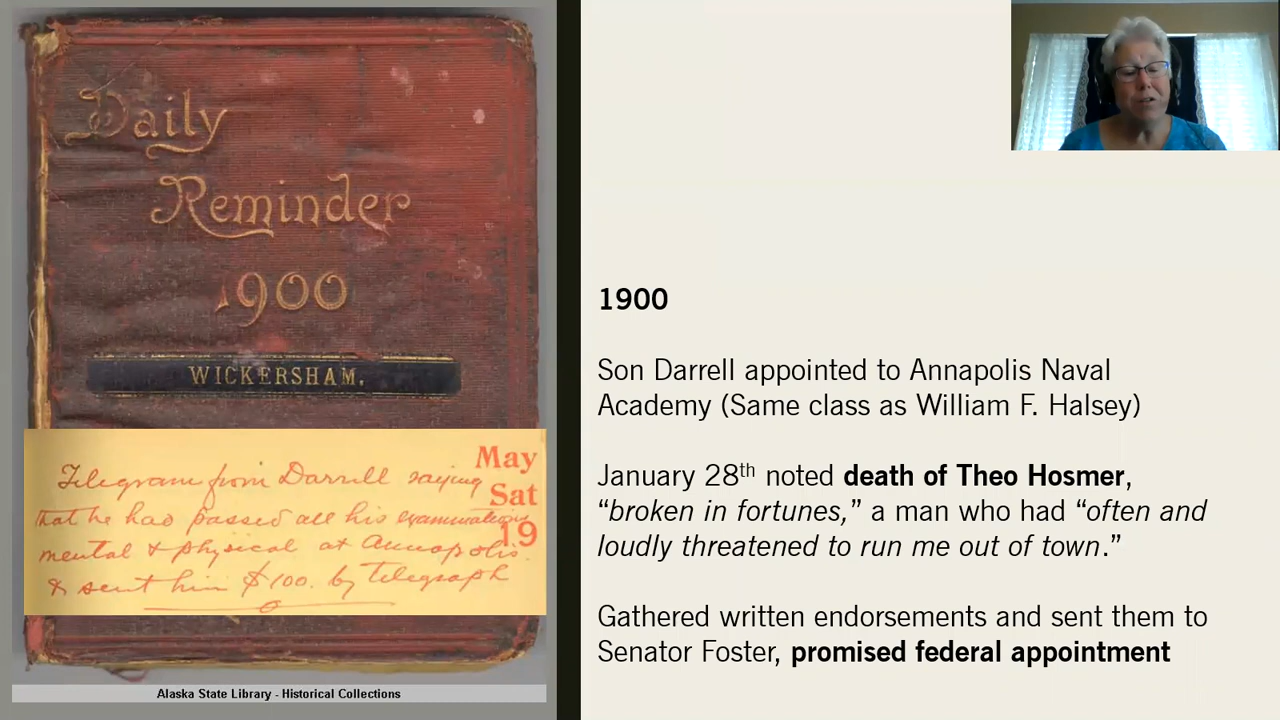 Daily
Reminder
1900
WICKERSHAM.
May
Sat
19
Telegram from Darrell saying
that he had passed all his examinations
mental & physical at Annapolis.
& sent him $100. by telegraph
Alaska State Library - Historical Collections
1900
Son Darrell appointed to Annapolis Naval
Academy (Same class as William F. Halsey)
January 28th noted death of Theo Hosmer,
“broken in fortunes,” a man who had “often and
loudly threatened to run me out of town.”
Gathered written endorsements and sent them to
Senator Foster, promised federal appointment